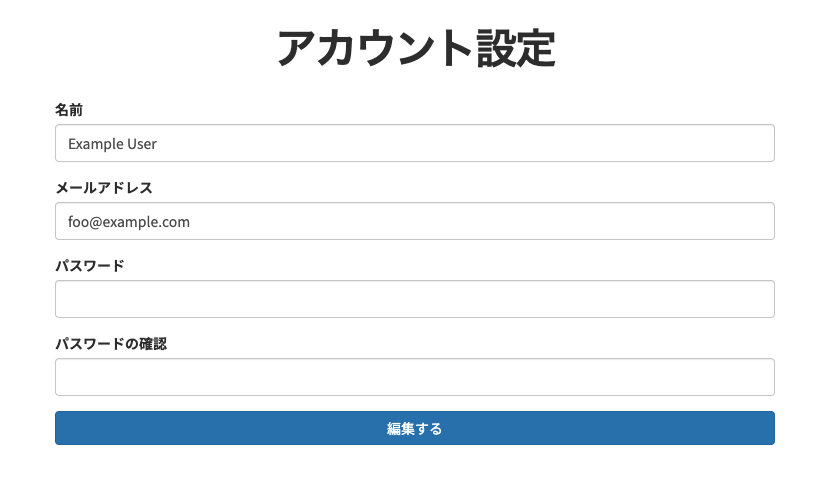 アカウント設定
名前
Example User
メールアドレス
foo@example.com
パスワード
パスワードの確認
編集する